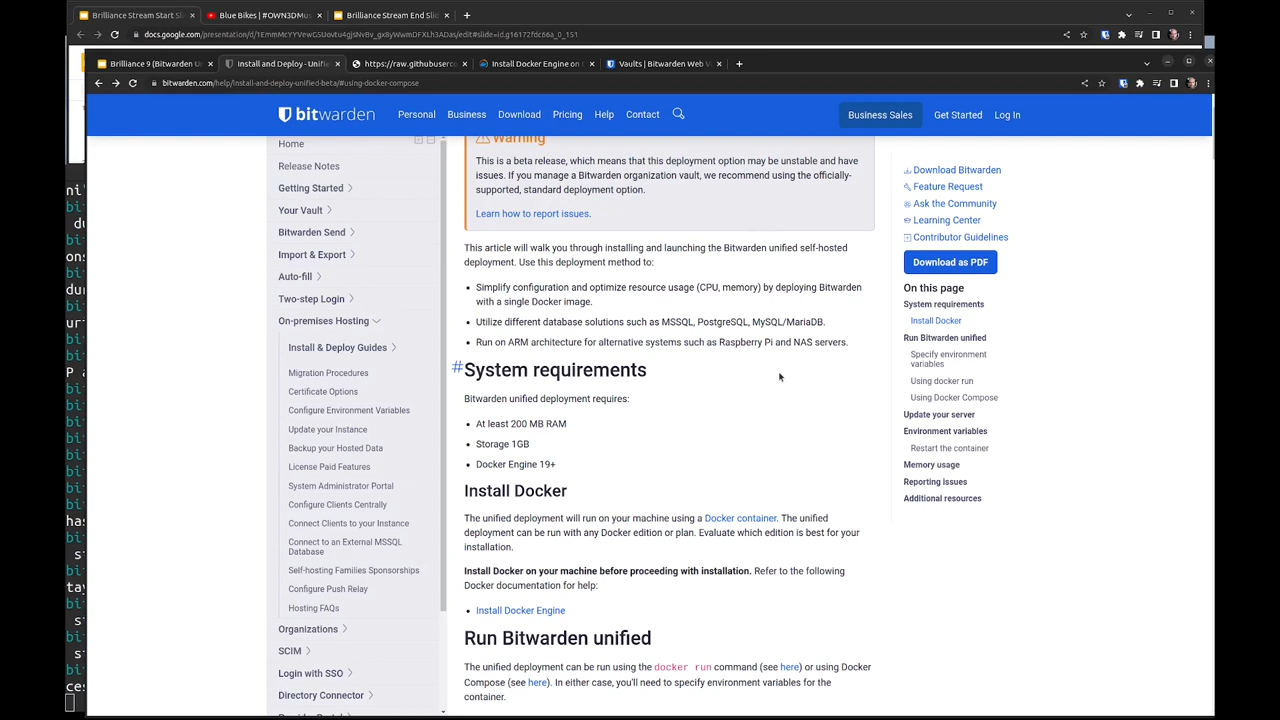 Brilliance Stream Start Sli
Blue Bikes | #OWN3DMus
Brilliance Stream End Slid
docs.google.com/presentation/d/
Brilliance 9 (Bitwarden U
Install and Deploy - Unifie
https://raw.githubuserco
Install Docker Engine on
Vaults | Bitwarden Web V
bitwarden.com/help/install-and-deploy-unified-beta/#using-docker-compose
bitwarden
Personal
Business
Download
Pricing
Help
Contact
Business Sales
Get Started
Log In
Home
Release Notes
Getting Started
Your Vault
Bitwarden Send
Import & Export
Auto-fill
Two-step Login
On-premises Hosting
Install & Deploy Guides
Migration Procedures
Certificate Options
Configure Environment Variables
Update your Instance
Backup your Hosted Data
License Paid Features
System Administrator Portal
Configure Clients Centrally
Connect Clients to your Instance
Connect to an External MSSQL
Database
Self-hosting Families Sponsorships
Configure Push Relay
Hosting FAQs
Organizations
SCIM
Login with SSO
Directory Connector
Warning
This is a beta release, which means that this deployment option may be unstable and have
issues. If you manage a Bitwarden organization vault, we recommend using the officially-
supported, standard deployment option.
Learn how to report issues.
This article will walk you through installing and launching the Bitwarden unified self-hosted
deployment. Use this deployment method to:
• Simplify configuration and optimize resource usage (CPU, memory) by deploying Bitwarden
with a single Docker image.
• Utilize different database solutions such as MSSQL, PostgreSQL, MySQL/MariaDB.
• Run on ARM architecture for alternative systems such as Raspberry Pi and NAS servers.
#System requirements
Bitwarden unified deployment requires:
• At least 200 MB RAM
• Storage 1GB
• Docker Engine 19+
Install Docker
The unified deployment will run on your machine using a Docker container. The unified
deployment can be run with any Docker edition or plan. Evaluate which edition is best for your
installation.
Install Docker on your machine before proceeding with installation. Refer to the following
Docker documentation for help:
• Install Docker Engine
Run Bitwarden unified
The unified deployment can be run using the docker run command (see here) or using Docker
Compose (see here). In either case, you'll need to specify environment variables for the
container.
Download Bitwarden
Feature Request
Ask the Community
Learning Center
Contributor Guidelines
Download as PDF
On this page
System requirements
Install Docker
Run Bitwarden unified
Specify environment
variables
Using docker run
Using Docker Compose
Update your server
Environment variables
Restart the container
Memory usage
Reporting issues
Additional resources